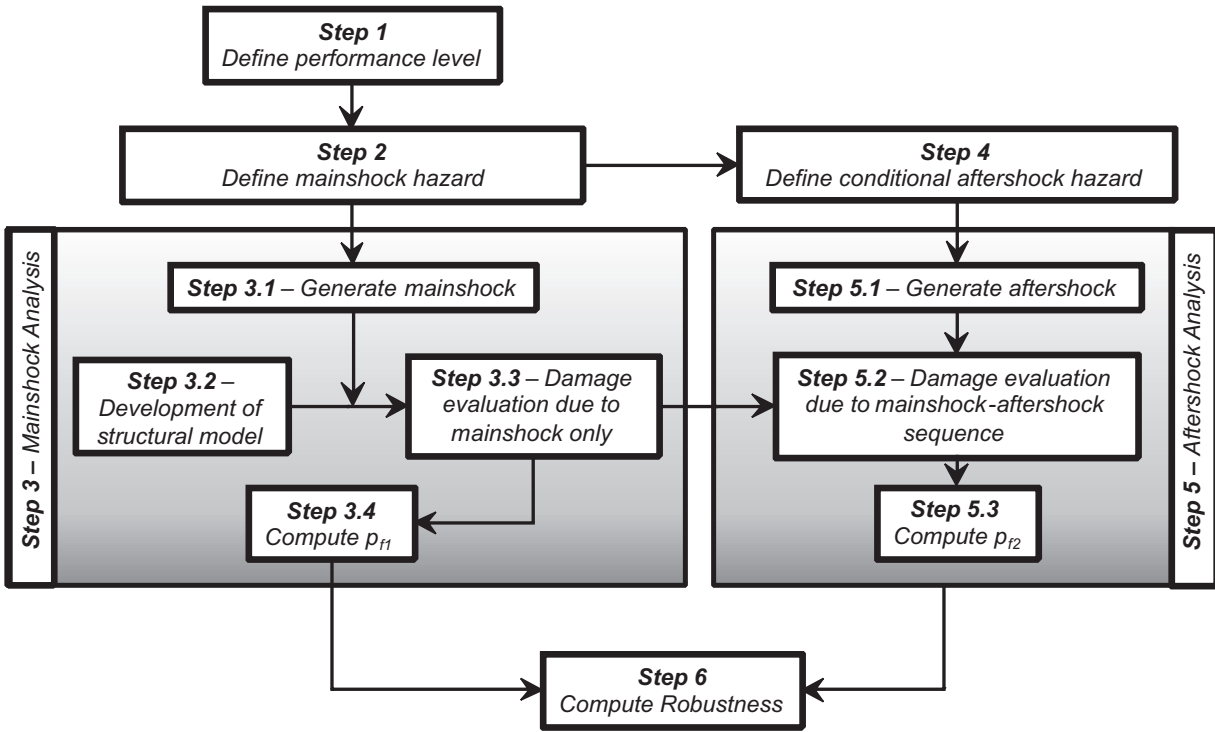 Step 1
Define performance level
Step 2
Define mainshock hazard
Step 4
Define conditional aftershock hazard
Step 3 – Mainshock Analysis
Step 3.1 – Generate mainshock
Step 3.2 –
Development of
structural model
Step 3.3 – Damage
evaluation due to
mainshock only
Step 3.4
Compute pf1
Step 5.1 – Generate aftershock
Step 5.2 – Damage evaluation
due to mainshock-aftershock
sequence
Step 5.3
Compute pf2
Step 5 – Aftershock Analysis
Step 6
Compute Robustness